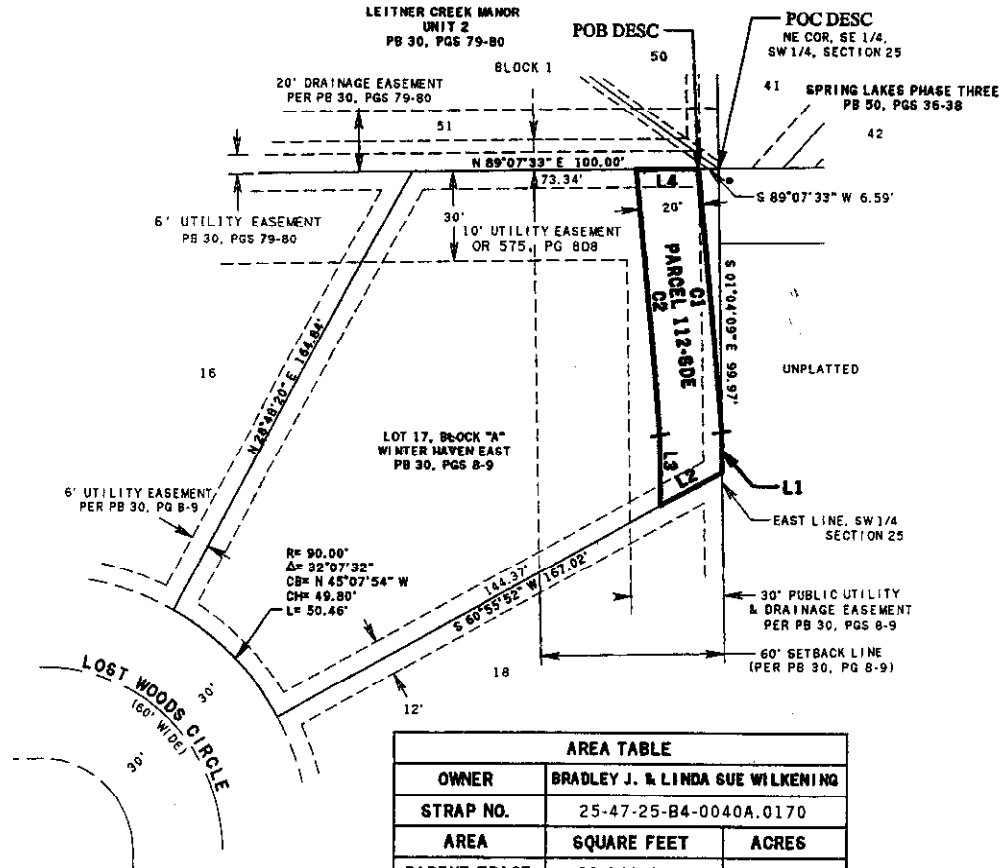 LEITNER CREEK MANOR
UNIT 2
PB 30, PGS 79-80
POB DESC
POC DESC
NE COR, SE 1/4,
SW 1/4, SECTION 25
50
BLOCK 1
41
20' DRAINAGE EASEMENT
PER PB 30, PGS 79-80
SPRING LAKES PHASE THREE
PB 50, PGS 36-38
51
42
N 89°07'33" E 100.00'
73.34'
L4
S 89°07'33" W 6.59'
6' UTILITY EASEMENT
PB 30, PGS 79-80
30'
20'
10' UTILITY EASEMENT
OR 575, PG 808
PARCEL 112-SDE
C1
C2
S 01°04'09" E 99.97'
UNPLATTED
16
N 28°48'20" E 164.84'
LOT 17, BLOCK "A"
WINTER HAVEN EAST
PB 30, PGS 8-9
L3
L2
L1
6' UTILITY EASEMENT
PER PB 30, PG 8-9
EAST LINE, SW 1/4
SECTION 25
R= 90.00'
Δ= 32°07'32"
CB= N 45°07'54" W
CH= 49.80'
L= 50.46'
144.37'
S 60°55'52" W 167.02'
30' PUBLIC UTILITY
& DRAINAGE EASEMENT
PER PB 30, PGS 8-9
60' SETBACK LINE
(PER PB 30, PG 8-9)
18
12'
LOST WOODS CIRCLE
(60' WIDE)
30'
30'
AREA TABLE
OWNER BRADLEY J. & LINDA SUE WILKENING
STRAP NO. 25-47-25-B4-0040A.0170
AREA SQUARE FEET ACRES
PARENT TRACT